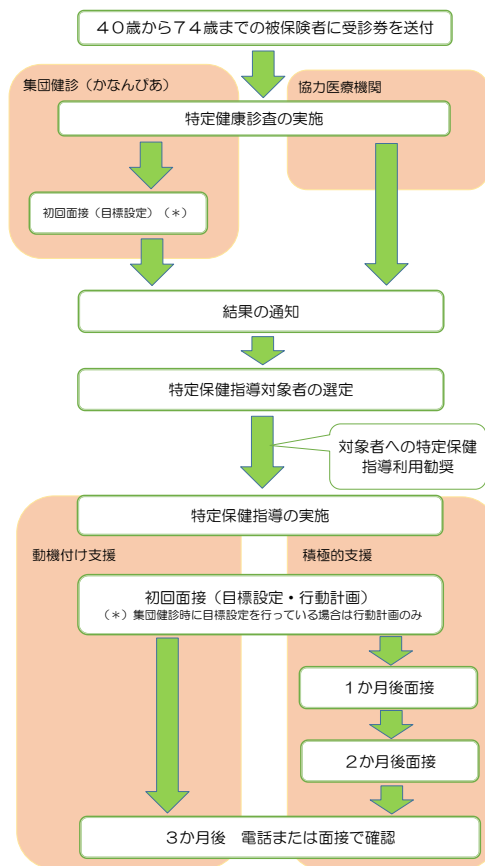 ４０歳から７４歳までの被保険者に受診券を送付
集団健診（かなんぴあ）
協力医療機関
特定健康診査の実施
初回面接（目標設定）（＊）
結果の通知
特定保健指導対象者の選定
対象者への特定保健
指導利用勧奨
特定保健指導の実施
動機付け支援
積極的支援
初回面接（目標設定・行動計画）
（＊）集団健診時に目標設定を行っている場合は行動計画のみ
１か月後面接
２か月後面接
３か月後　電話または面接で確認